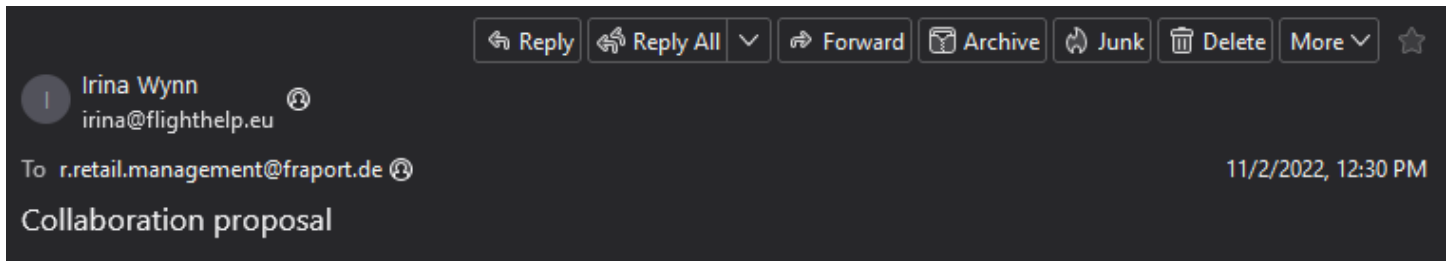 Reply Reply All Forward Archive Junk Delete More
I
Irina Wynn
irina@flighthelp.eu
To r.retail.management@fraport.de 11/2/2022, 12:30 PM
Collaboration proposal